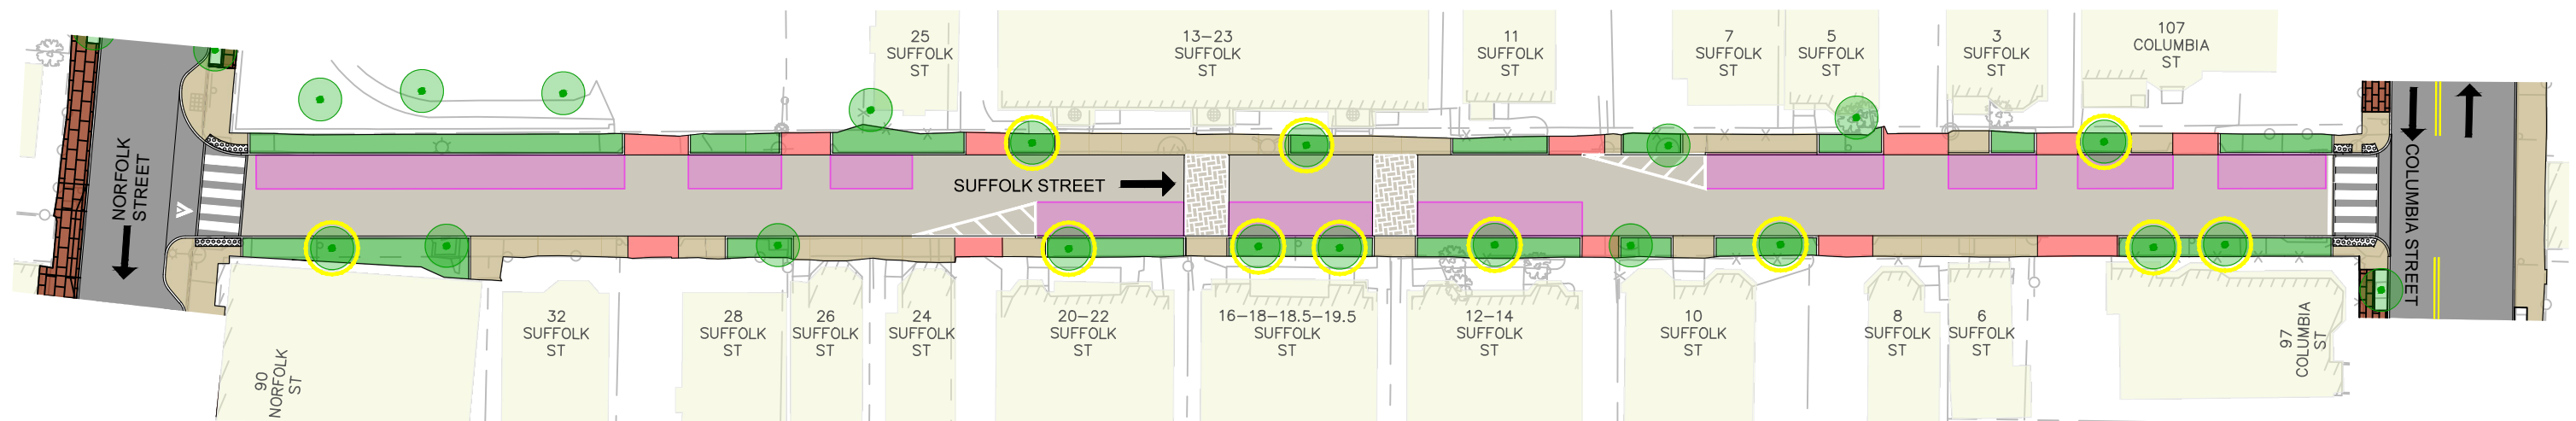 25
SUFFOLK
ST
13-23
SUFFOLK
ST
11
SUFFOLK
ST
7
SUFFOLK
ST
5
SUFFOLK
ST
3
SUFFOLK
ST
107
COLUMBIA
ST
NORFOLK
STREET
SUFFOLK STREET
COLUMBIA STREET
90
NORFOLK
ST
32
SUFFOLK
ST
28
SUFFOLK
ST
26
SUFFOLK
ST
24
SUFFOLK
ST
20-22
SUFFOLK
ST
16-18-18.5-19.5
SUFFOLK
ST
12-14
SUFFOLK
ST
10
SUFFOLK
ST
8
SUFFOLK
ST
6
SUFFOLK
ST
97
COLUMBIA
ST